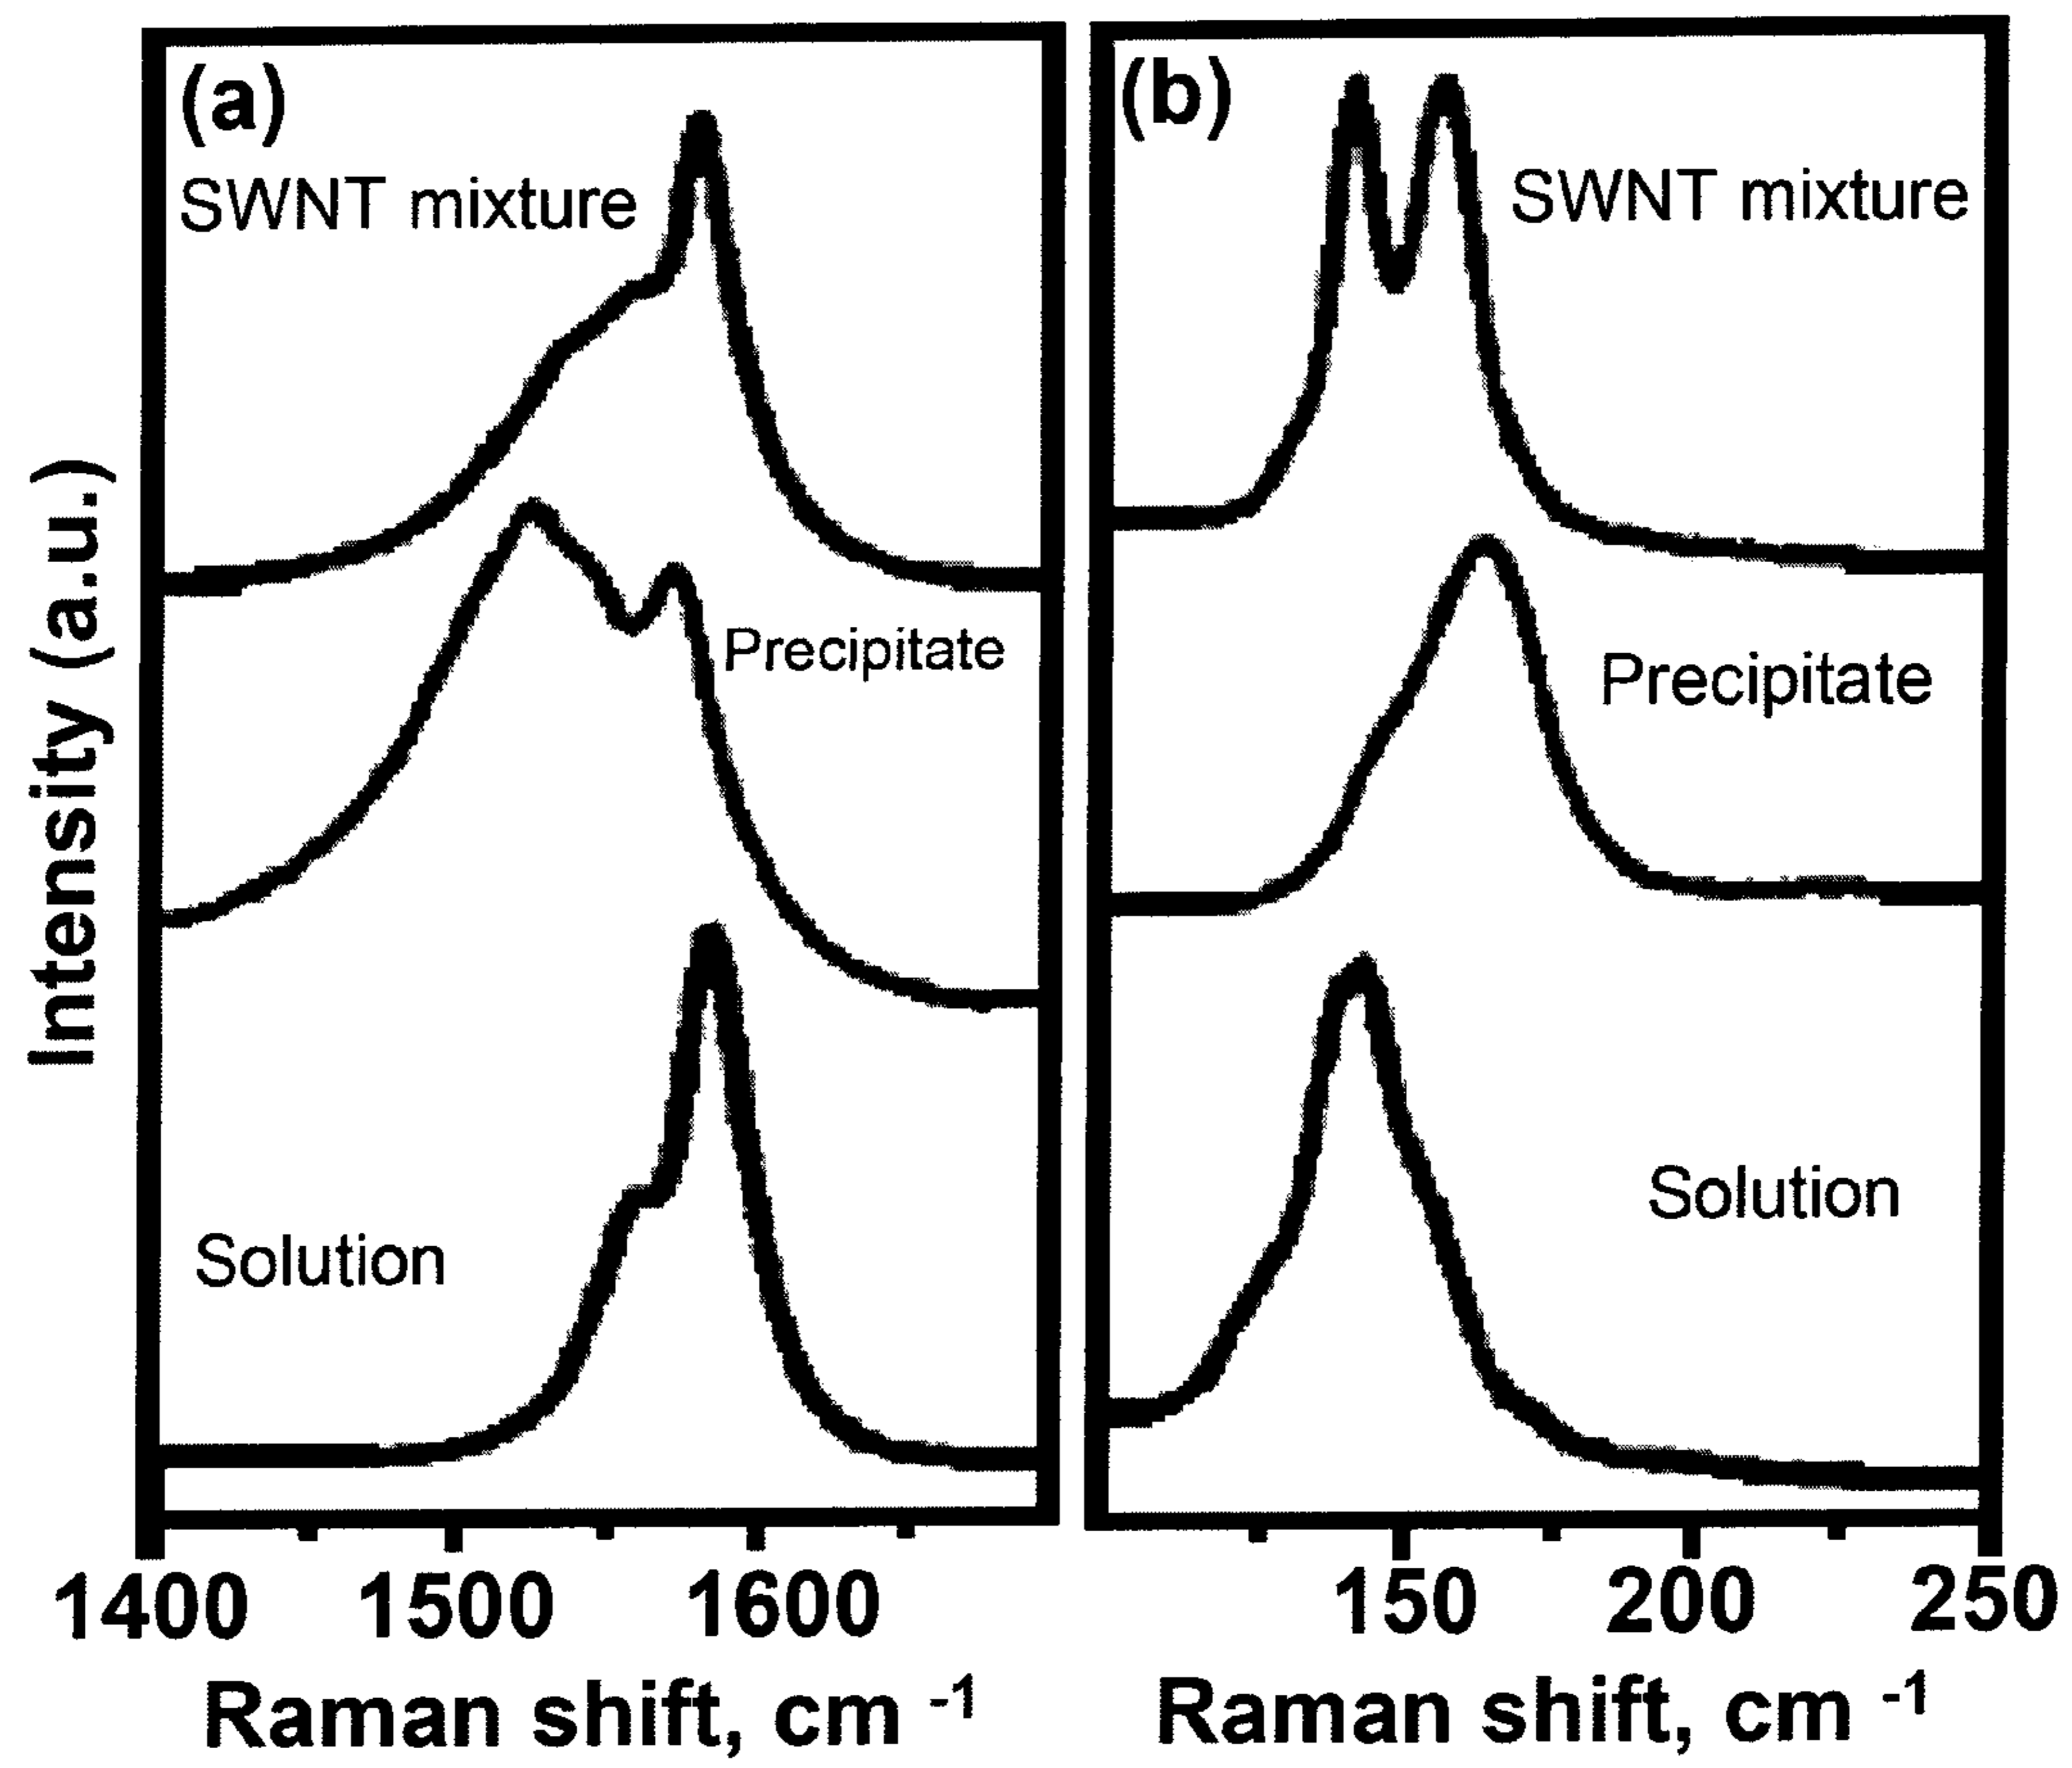 (a)
SWNT mixture
Precipitate
Solution
Intensity (a.u.)
1400 1500 1600
Raman shift, cm -1
(b)
SWNT mixture
Precipitate
Solution
150 200 250
Raman shift, cm -1